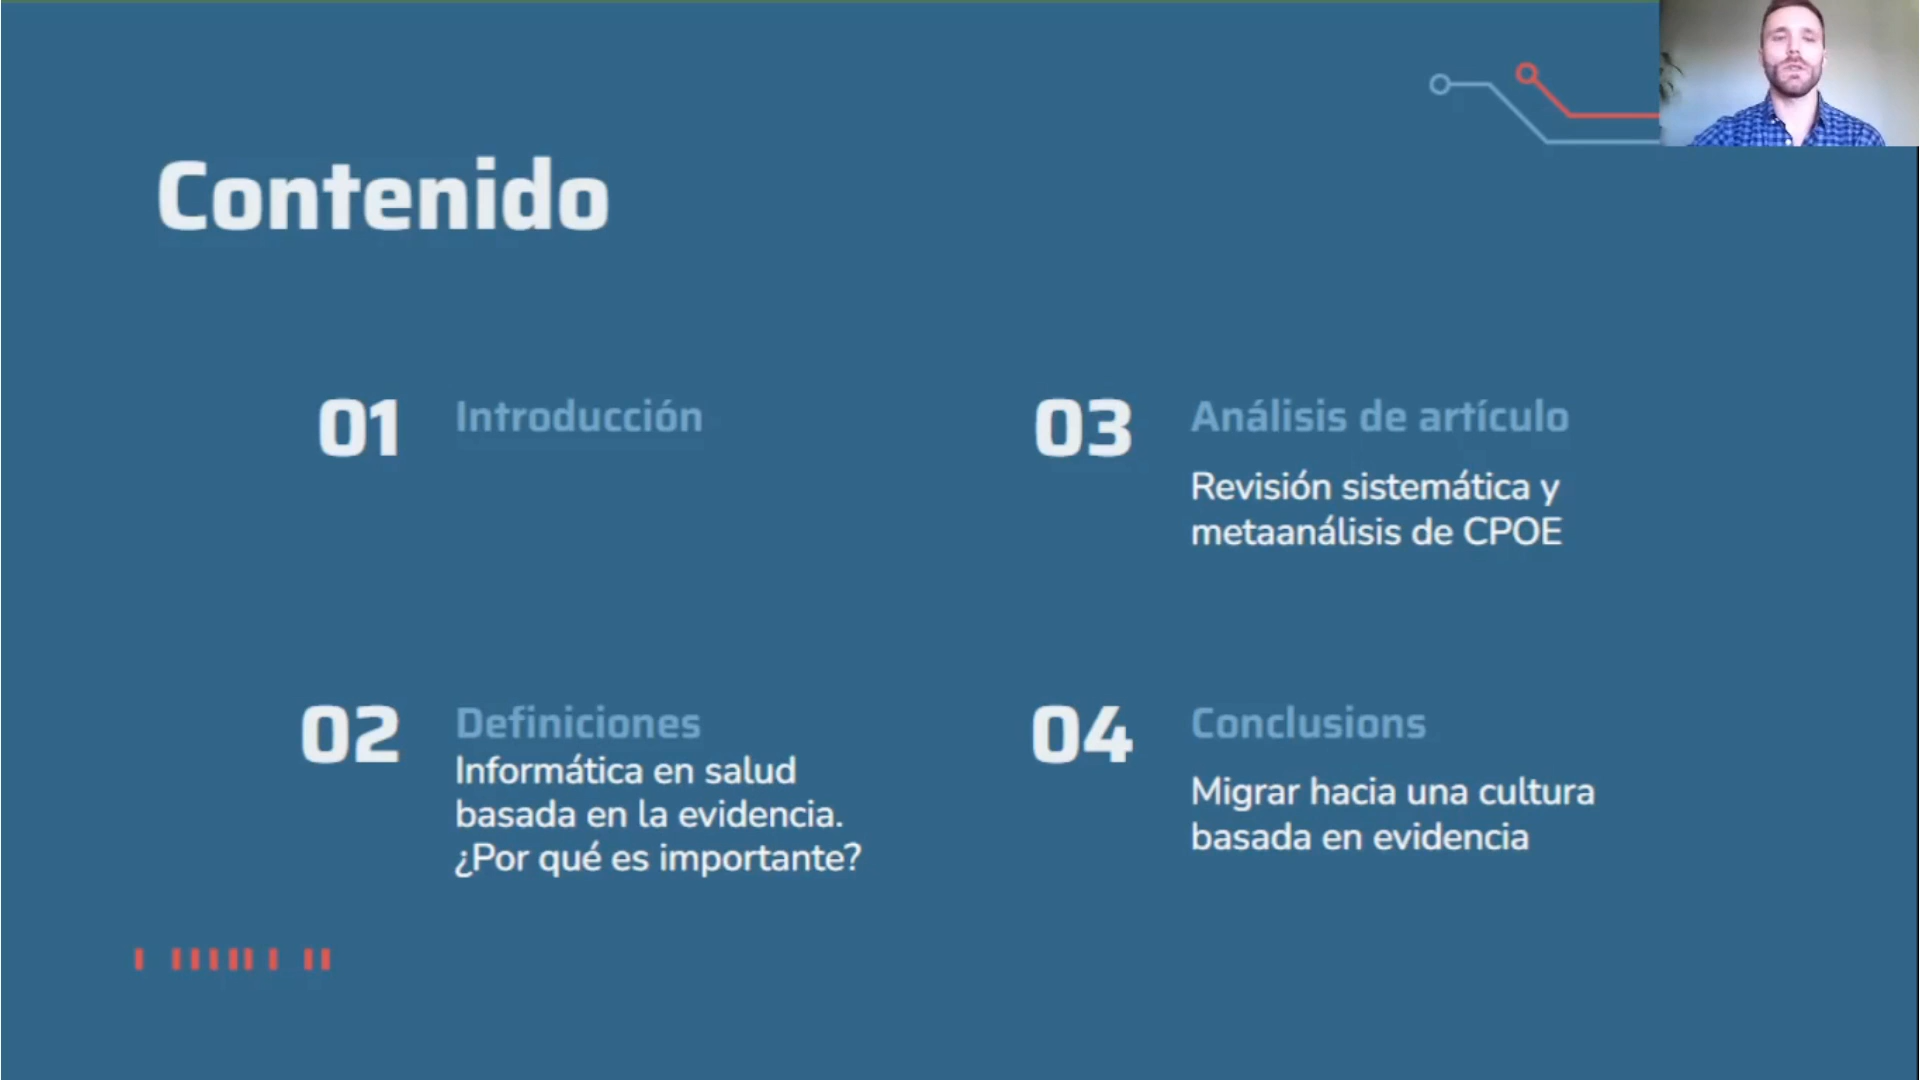 Contenido
01
Introducción
02
Definiciones
Informática en salud
basada en la evidencia.
¿Por qué es importante?
03
Análisis de artículo
Revisión sistemática y
metaanálisis de CPOE
04
Conclusions
Migrar hacia una cultura
basada en evidencia